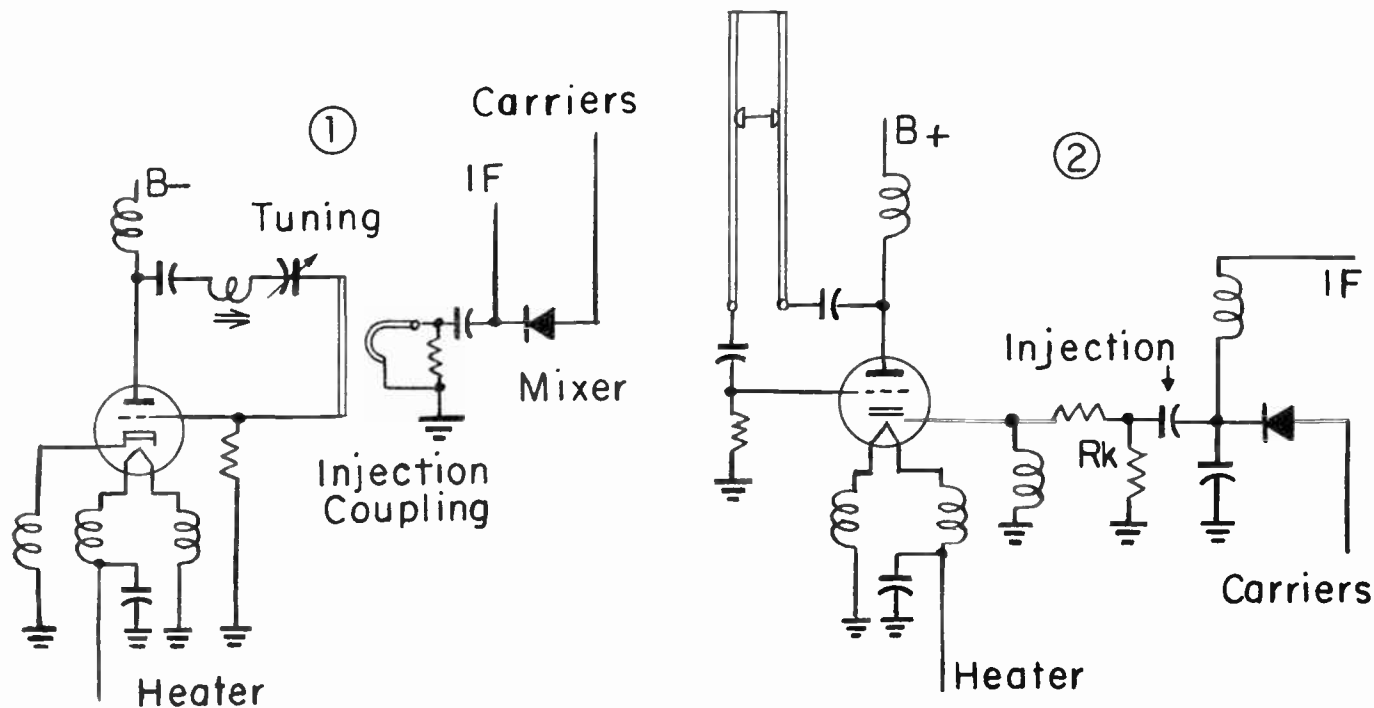 ①
Carriers
B-
IF
Tuning
Mixer
Injection
Coupling
Heater
②
B+
IF
Injection
Rk
Carriers
Heater